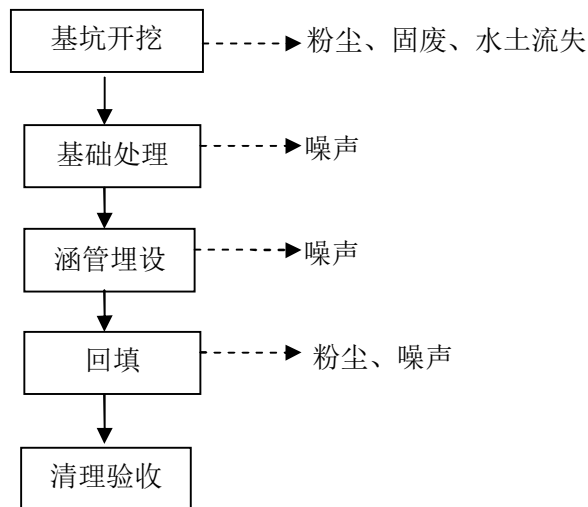 基坑开挖
粉尘、固废、水土流失
基础处理
噪声
涵管埋设
噪声
回填
粉尘、噪声
清理验收